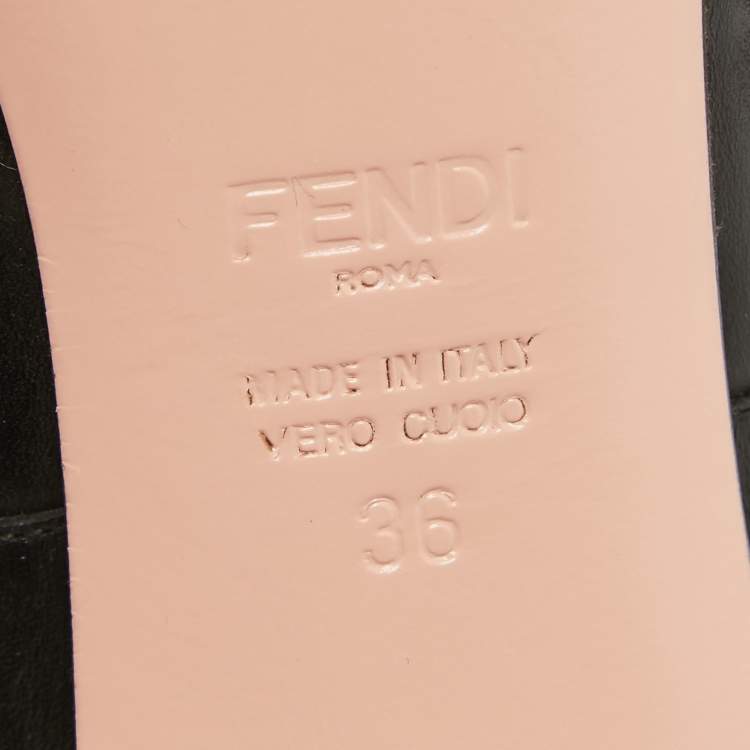 FENDI
ROMA
MADE IN ITALY
VERO CUOIO
36